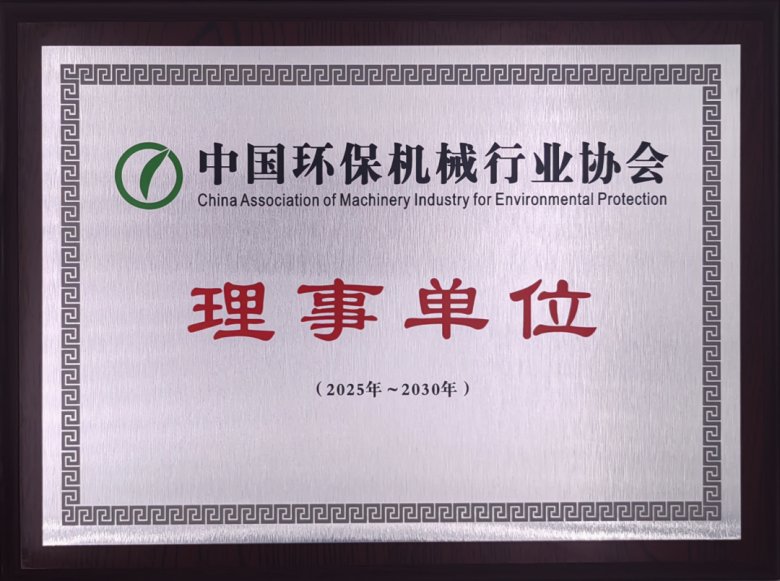 中国环保机械行业协会
China Association of Machinery Industry for Environmental Protection
理事单位
（2025年～2030年）